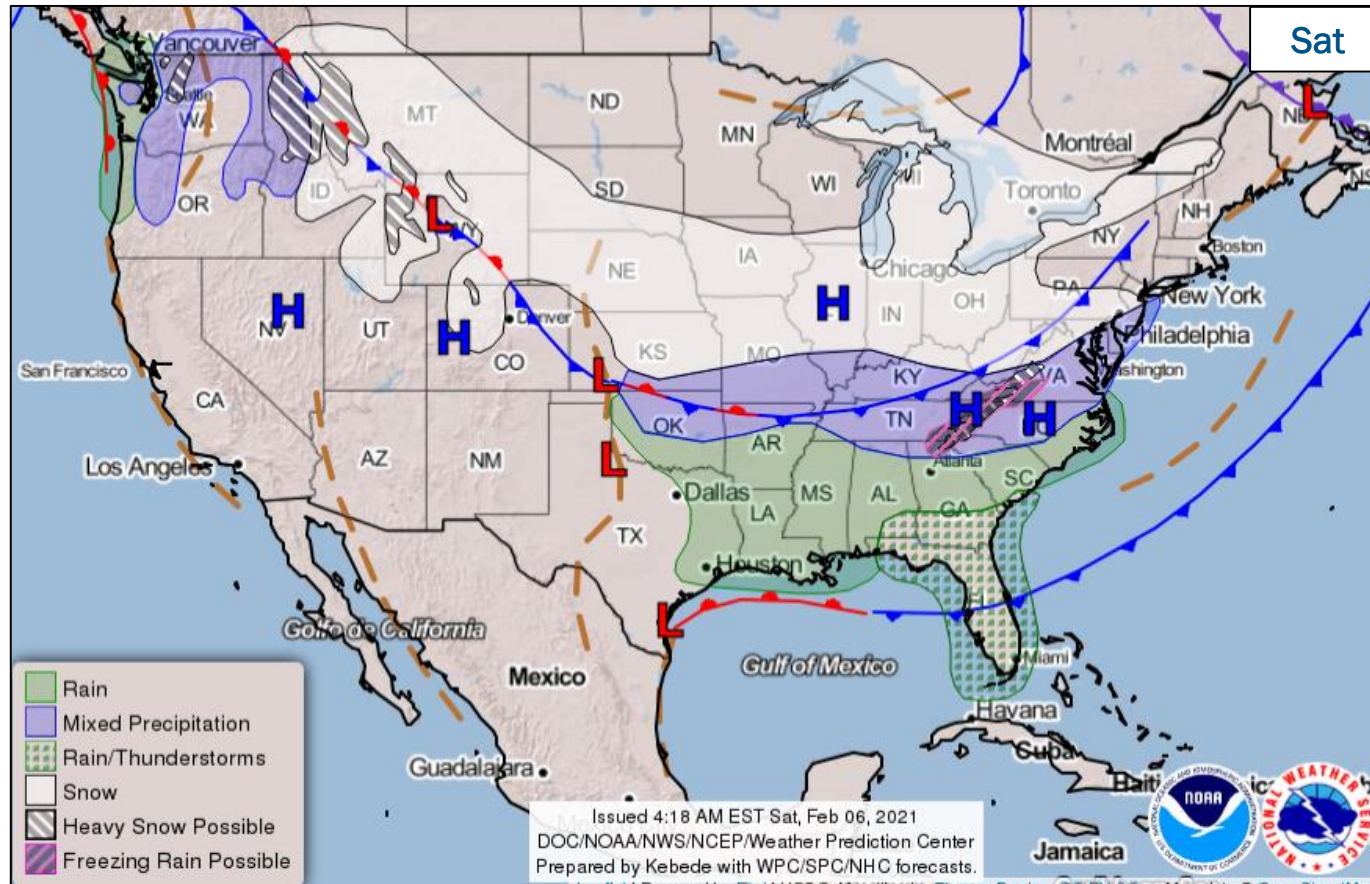 Sat
Vancouver
Seattle
WA
MT
ND
MN
Montréal
OR
ID
WY
SD
WI
MI
Toronto
NH
NY
Boston
NE
IA
Chicago
H
H
H
NV
UT
Denver
CO
IN
OH
PA
New York
Philadelphia
San Francisco
CA
KS
MO
KY
VA
L
L
L
L
L
H
H
OK
TN
AR
Los Angeles
AZ
NM
Dallas
MS
AL
Atlanta
SC
LA
GA
TX
Houston
Golfo de California
Gulf of Mexico
Miami
Mexico
Havana
Cuba
Guadalajara
Jamaica
Rain
Mixed Precipitation
Rain/Thunderstorms
Snow
Heavy Snow Possible
Freezing Rain Possible
Issued 4:18 AM EST Sat, Feb 06, 2021
DOC/NOAA/NWS/NCEP/Weather Prediction Center
Prepared by Kebede with WPC/SPC/NHC forecasts.
NOAA
NATIONAL WEATHER SERVICE